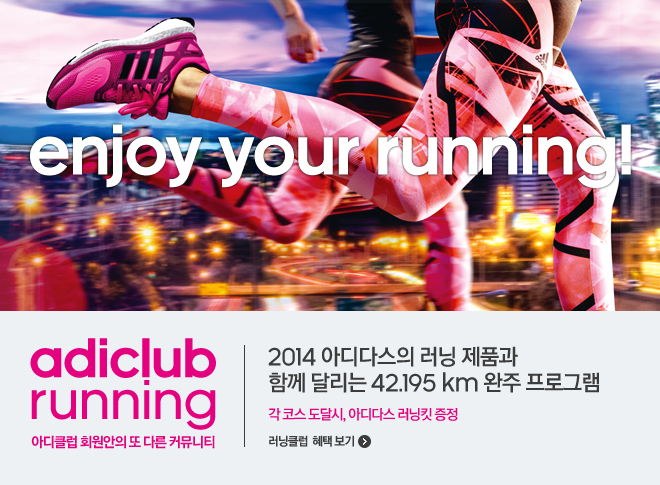 enjoy your running!
adiclub
running
아디클럽 회원안의 또 다른 커뮤니티
2014 아디다스의 러닝 제품과
함께 달리는 42.195 km 완주 프로그램
각 코스 도달시, 아디다스 러닝킷 증정
러닝클럽 혜택 보기